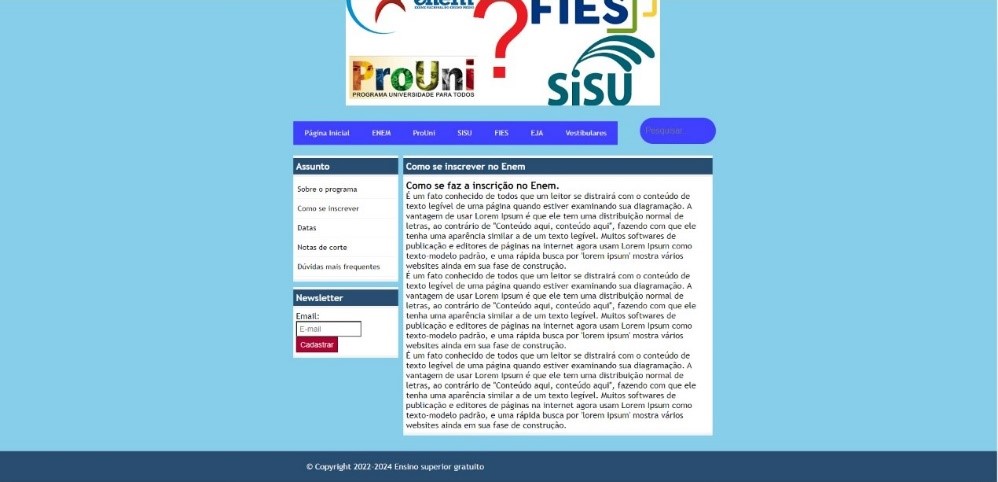 enem
EXAME NACIONAL DO ENSINO MÉDIO
?
FIES
ProUni
PROGRAMA UNIVERSIDADE PARA TODOS
SiSU
Página Inicial ENEM ProUni SISU FIES EJA Vestibulares
Pesquisar
Assunto
Sobre o programa
Como se inscrever
Datas
Notas de corte
Dúvidas mais frequentes
Newsletter
Email:
E-mail
Cadastrar
Como se inscrever no Enem
Como se faz a inscrição no Enem.
É um fato conhecido de todos que um leitor se distrairá com o conteúdo de
texto legível de uma página quando estiver examinando sua diagramação. A
vantagem de usar Lorem Ipsum é que ele tem uma distribuição normal de
letras, ao contrário de "Conteúdo aqui, conteúdo aqui", fazendo com que ele
tenha uma aparência similar a de um texto legível. Muitos softwares de
publicação e editores de páginas na internet agora usam Lorem Ipsum como
texto-modelo padrão, e uma rápida busca por 'lorem ipsum' mostra vários
websites ainda em sua fase de construção.
É um fato conhecido de todos que um leitor se distrairá com o conteúdo de
texto legível de uma página quando estiver examinando sua diagramação. A
vantagem de usar Lorem Ipsum é que ele tem uma distribuição normal de
letras, ao contrário de "Conteúdo aqui, conteúdo aqui", fazendo com que ele
tenha uma aparência similar a de um texto legível. Muitos softwares de
publicação e editores de páginas na internet agora usam Lorem Ipsum como
texto-modelo padrão, e uma rápida busca por 'lorem ipsum' mostra vários
websites ainda em sua fase de construção.
É um fato conhecido de todos que um leitor se distrairá com o conteúdo de
texto legível de uma página quando estiver examinando sua diagramação. A
vantagem de usar Lorem Ipsum é que ele tem uma distribuição normal de
letras, ao contrário de "Conteúdo aqui, conteúdo aqui", fazendo com que ele
tenha uma aparência similar a de um texto legível. Muitos softwares de
publicação e editores de páginas na internet agora usam Lorem Ipsum como
texto-modelo padrão, e uma rápida busca por 'lorem ipsum' mostra vários
websites ainda em sua fase de construção.
© Copyright 2022-2024 Ensino superior gratuito